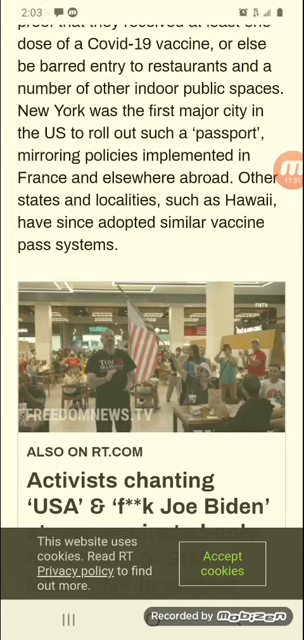 2:03
proof that they received at least one
dose of a Covid-19 vaccine, or else
be barred entry to restaurants and a
number of other indoor public spaces.
New York was the first major city in
the US to roll out such a ‘passport’,
mirroring policies implemented in
France and elsewhere abroad. Other
17:31
states and localities, such as Hawaii,
have since adopted similar vaccine
pass systems.
FNTV
TOM
FREEDOMNEWS.TV
ALSO ON RT.COM
Activists chanting
‘USA’ & ‘f**k Joe Biden’
This website uses
cookies. Read RT
Privacy policy to find
out more.
Accept
cookies
Recorded by Mobizen